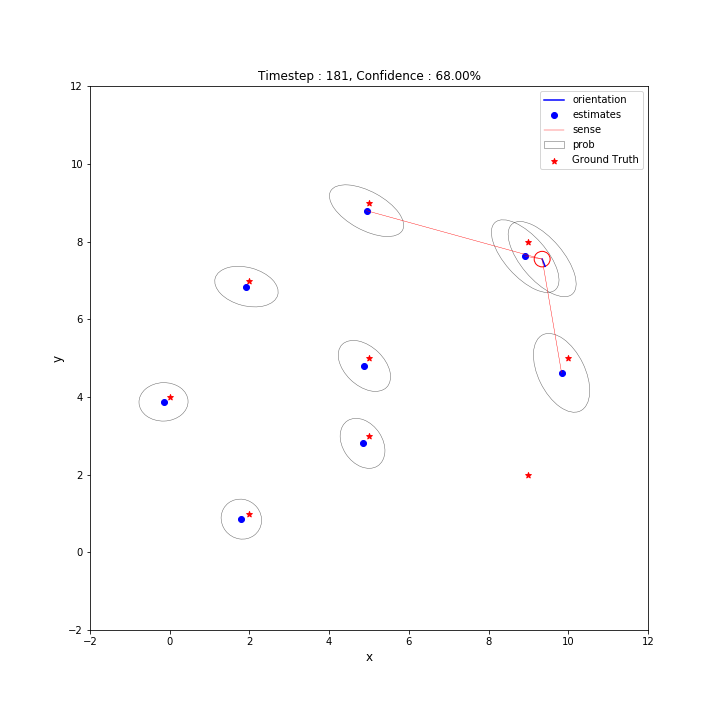 Timestep : 181, Confidence : 68.00%
orientation
estimates
sense
prob
Ground Truth
12
10
8
6
4
2
0
−2
y
−2 0 2 4 6 8 10 12
x